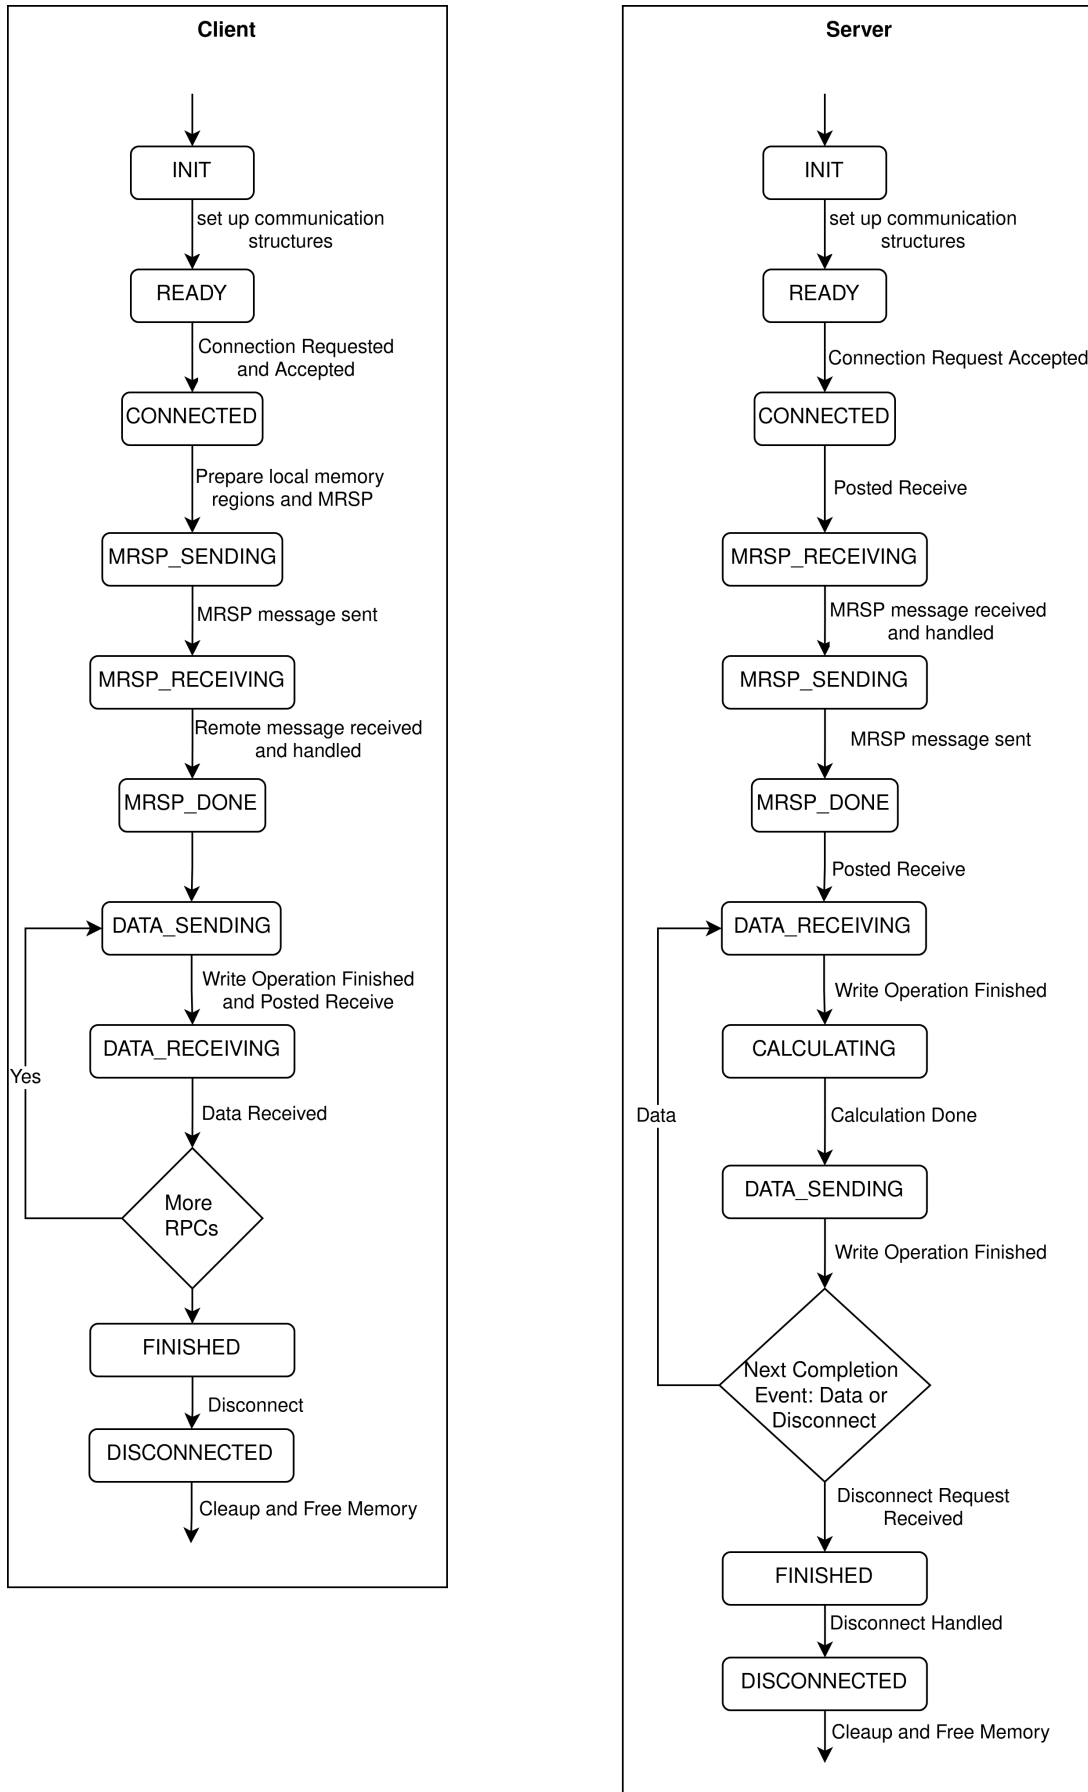 Client
INIT
set up communication
structures
READY
Connection Requested
and Accepted
CONNECTED
Prepare local memory
regions and MRSP
MRSP_SENDING
MRSP message sent
MRSP_RECEIVING
Remote message received
and handled
MRSP_DONE
DATA_SENDING
Write Operation Finished
and Posted Receive
DATA_RECEIVING
Yes
Data Received
More
RPCs
FINISHED
Disconnect
DISCONNECTED
Cleaup and Free Memory
Server
INIT
set up communication
structures
READY
Connection Request Accepted
CONNECTED
Posted Receive
MRSP_RECEIVING
MRSP message received
and handled
MRSP_SENDING
MRSP message sent
MRSP_DONE
Posted Receive
DATA_RECEIVING
Write Operation Finished
CALCULATING
Data
Calculation Done
DATA_SENDING
Write Operation Finished
Next Completion
Event: Data or
Disconnect
Disconnect Request
Received
FINISHED
Disconnect Handled
DISCONNECTED
Cleaup and Free Memory